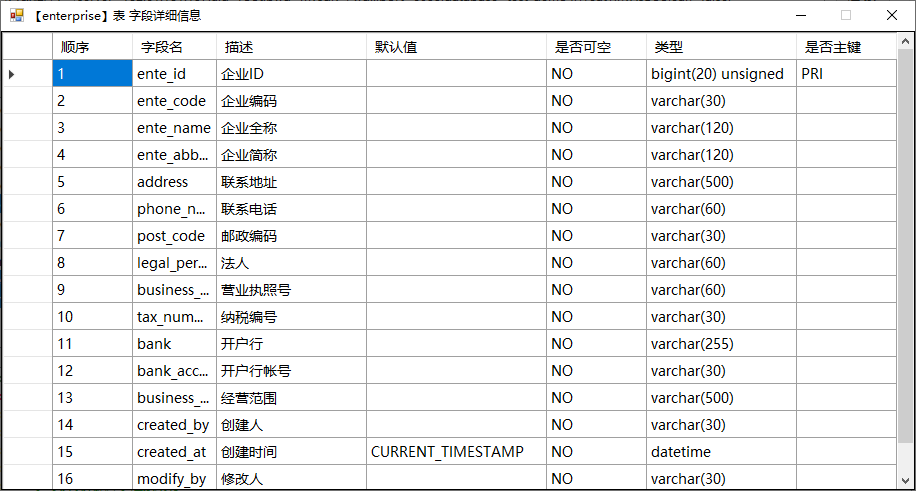 【enterprise】表 字段详细信息
顺序 字段名 描述 默认值 是否可空 类型 是否主键
1 ente_id 企业ID NO bigint(20) unsigned PRI
2 ente_code 企业编码 NO varchar(30)
3 ente_name 企业全称 NO varchar(120)
4 ente_abb... 企业简称 NO varchar(120)
5 address 联系地址 NO varchar(500)
6 phone_n... 联系电话 NO varchar(60)
7 post_code 邮政编码 NO varchar(30)
8 legal_per... 法人 NO varchar(60)
9 business_... 营业执照号 NO varchar(60)
10 tax_num... 纳税编号 NO varchar(30)
11 bank 开户行 NO varchar(255)
12 bank_acc... 开户行帐号 NO varchar(30)
13 business_... 经营范围 NO varchar(500)
14 created_by 创建人 NO varchar(30)
15 created_at 创建时间 CURRENT_TIMESTAMP NO datetime
16 modify_by 修改人 NO varchar(30)